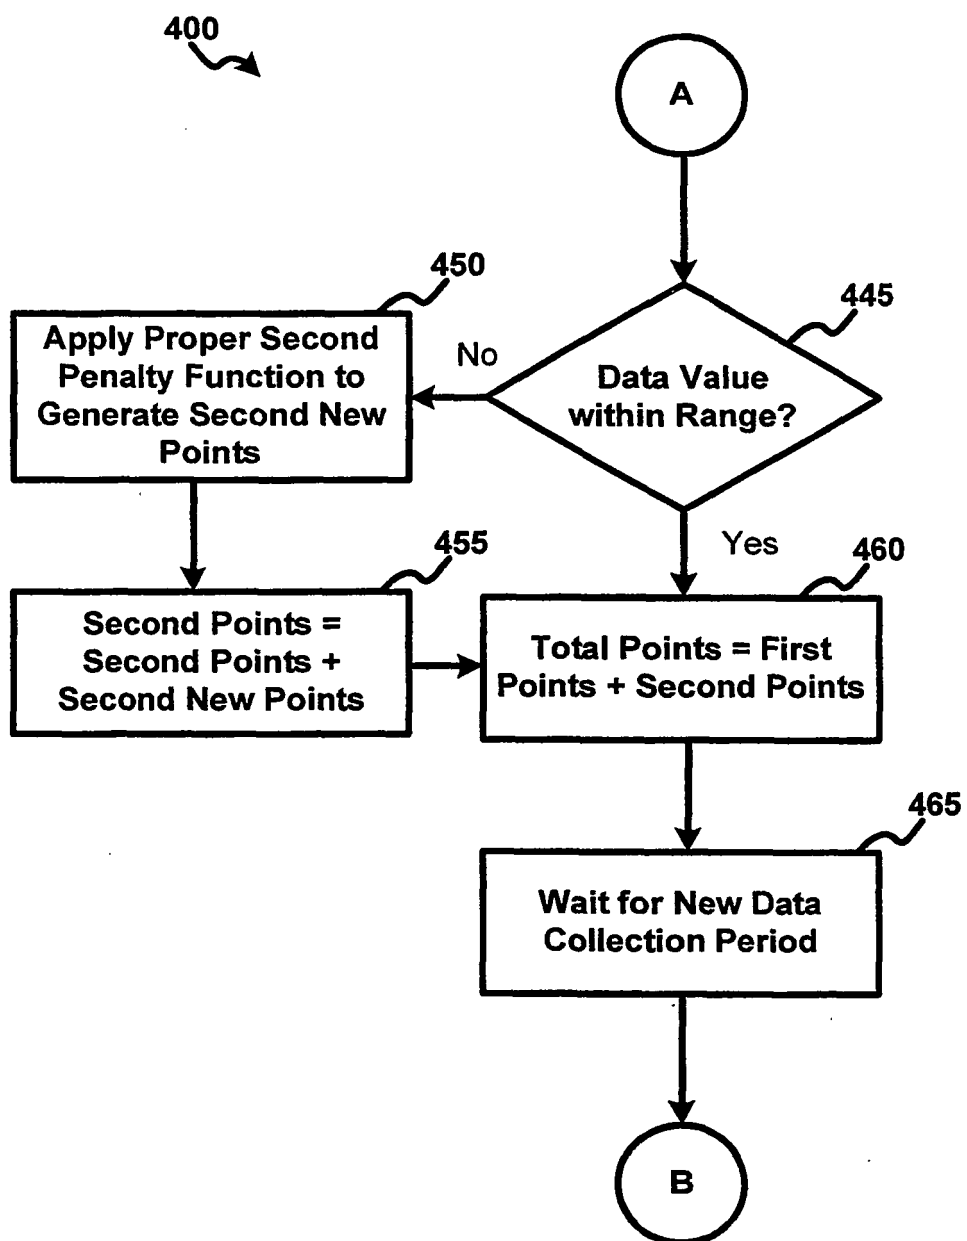 400
A
450
445
Apply Proper Second
Penalty Function to
Generate Second New
Points
No
Data Value
within Range?
455
Yes
460
Second Points =
Second Points +
Second New Points
Total Points = First
Points + Second Points
465
Wait for New Data
Collection Period
B